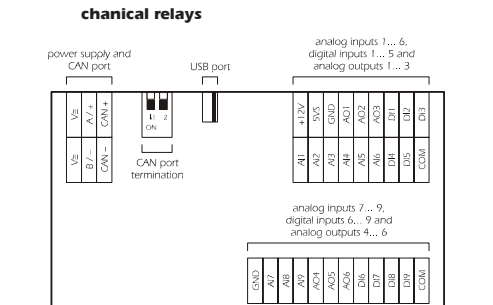 chanical relays
analog inputs 1... 6,
digital inputs 1... 5 and
analog outputs 1... 3
power supply and
CAN port
USB port
V≅ A / + CAN +
V≅ B / − CAN −
1 2
ON
CAN port
termination
+12V 5VS GND AO1 AO2 AO3 DI1 DI2 DI3
AI1 AI2 AI3 AI4 AI5 AI6 DI4 DI5 COM
analog inputs 7... 9,
digital inputs 6... 9 and
analog outputs 4... 6
GND AI7 AI8 AI9 AO4 AO5 AO6 DI6 DI7 DI8 DI9 COM